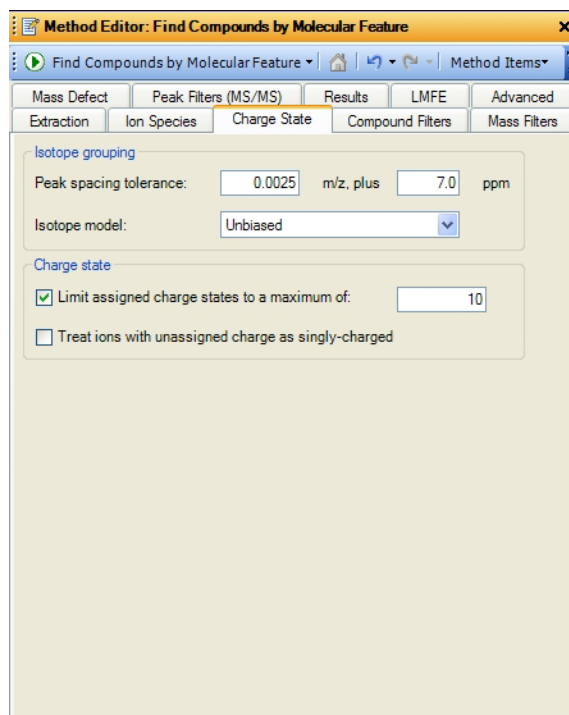 Method Editor: Find Compounds by Molecular Feature
Find Compounds by Molecular Feature Method Items
Mass Defect Peak Filters (MS/MS) Results LMFE Advanced
Extraction Ion Species Charge State Compound Filters Mass Filters
Isotope grouping
Peak spacing tolerance: 0.0025 m/z, plus 7.0 ppm
Isotope model: Unbiased
Charge state
Limit assigned charge states to a maximum of: 10
Treat ions with unassigned charge as singly-charged